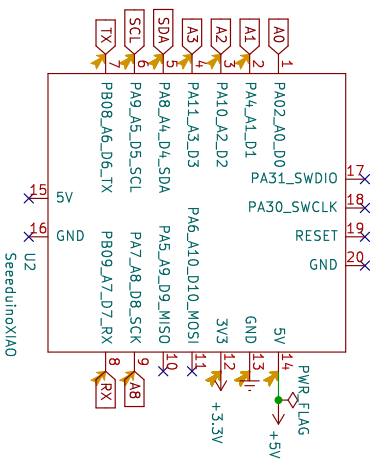 TX
SCL
SDA
A3
A2
A1
A0
7
6
5
4
3
2
1
PB08_A6_D6_TX
PA9_A5_D5_SCL
PA8_A4_D4_SDA
PA11_A3_D3
PA10_A2_D2
PA4_A1_D1
PA02_A0_D0
PA31_SWDIO 17
PA30_SWCLK 18
RESET 19
GND 20
15 5V
16 GND
U2
SeeeduinoXIAO
PB09_A7_D7_RX
PA7_A8_D8_SCK
PA5_A9_D9_MISO
PA6_A10_D10_MOSI
3V3
GND
5V
8
9
10
11
12
13
14
RX
A8
+3.3V
PWR_FLAG
+5V